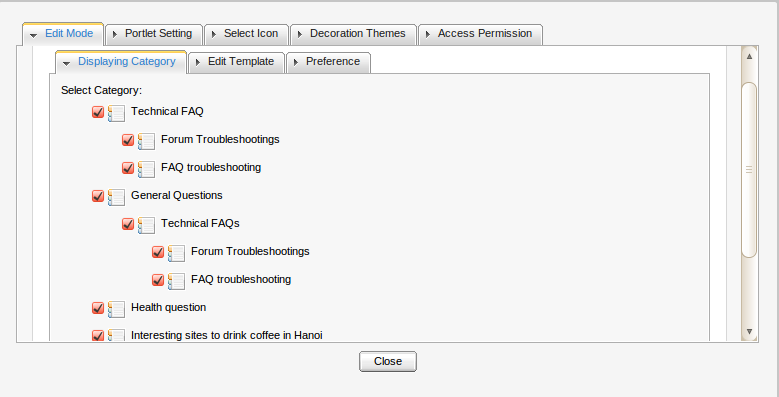 Edit Mode Portlet Setting Select Icon Decoration Themes Access Permission
Displaying Category Edit Template Preference
Select Category:
Technical FAQ
Forum Troubleshootings
FAQ troubleshooting
General Questions
Technical FAQs
Forum Troubleshootings
FAQ troubleshooting
Health question
Interesting sites to drink coffee in Hanoi
Close